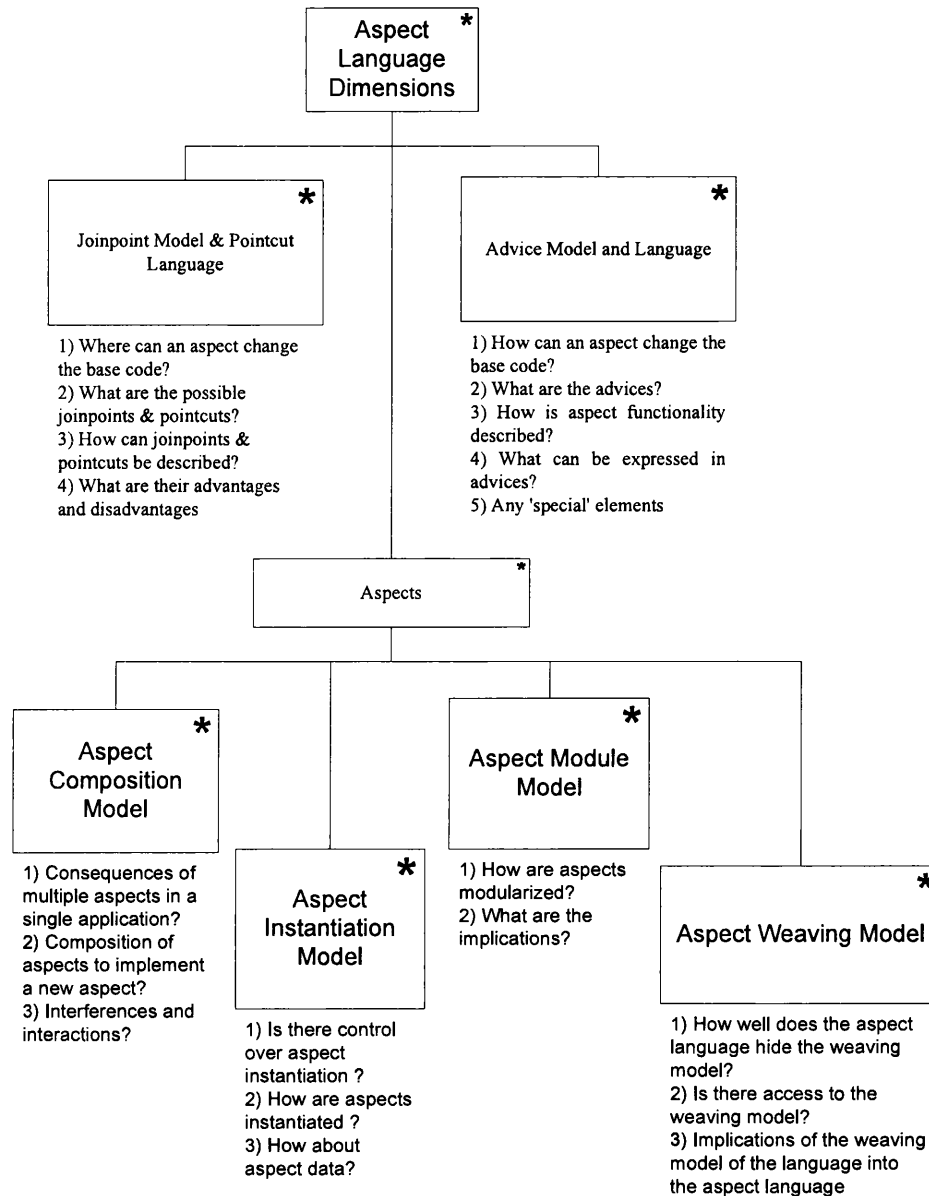 Aspect *
Language
Dimensions
*
Joinpoint Model & Pointcut
Language
*
Advice Model and Language
1) Where can an aspect change
the base code?
2) What are the possible
joinpoints & pointcuts?
3) How can joinpoints &
pointcuts be described?
4) What are their advantages
and disadvantages
1) How can an aspect change the
base code?
2) What are the advices?
3) How is aspect functionality
described?
4) What can be expressed in
advices?
5) Any 'special' elements
*
Aspects
*
Aspect
Composition
Model
1) Consequences of
multiple aspects in a
single application?
2) Composition of
aspects to implement
a new aspect?
3) Interferences and
interactions?
*
Aspect
Instantiation
Model
1) Is there control
over aspect
instantiation ?
2) How are aspects
instantiated ?
3) How about
aspect data?
*
Aspect Module
Model
1) How are aspects
modularized?
2) What are the
implications?
*
Aspect Weaving Model
1) How well does the aspect
language hide the weaving
model?
2) Is there access to the
weaving model?
3) Implications of the weaving
model of the language into
the aspect language